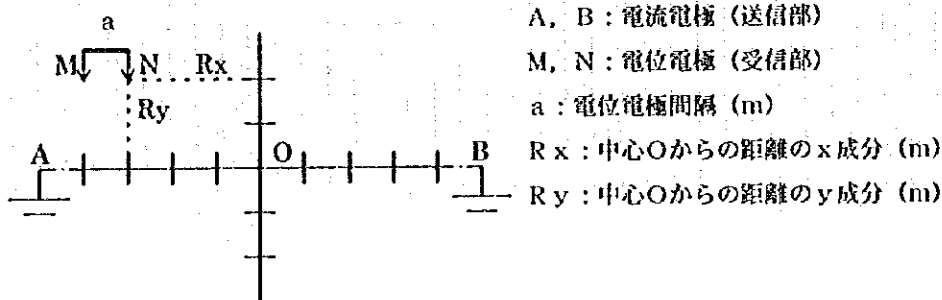 a
M N Rx
Ry
A O B
A, B：電流電極 (送信部)
M, N：電位電極 (受信部)
a：電位電極間隔 (m)
Rx：中心Oからの距離のx成分 (m)
Ry：中心Oからの距離のy成分 (m)